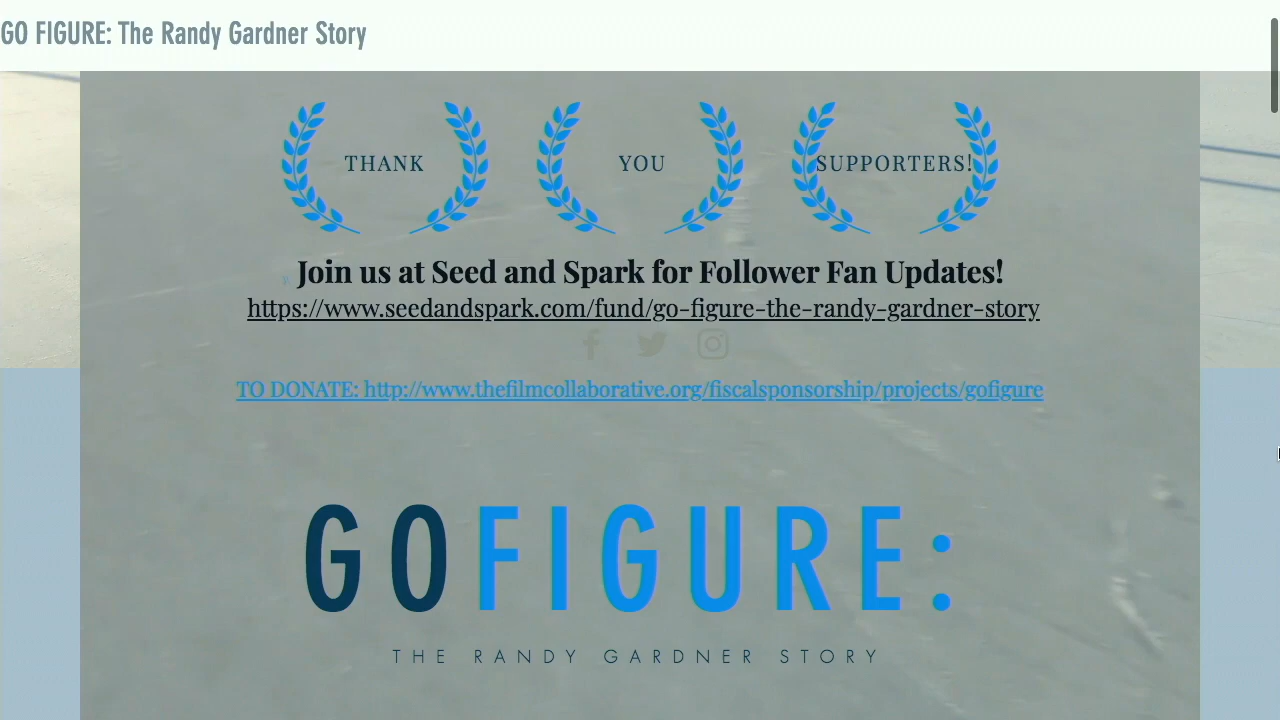 GO FIGURE: The Randy Gardner Story
THANK YOU SUPPORTERS!
Join us at Seed and Spark for Follower Fan Updates!
https://www.seedandspark.com/fund/go-figure-the-randy-gardner-story
TO DONATE: http://www.thefilmcollaborative.org/fiscalsponsorship/projects/gofigure
GOFIGURE:
THE RANDY GARDNER STORY